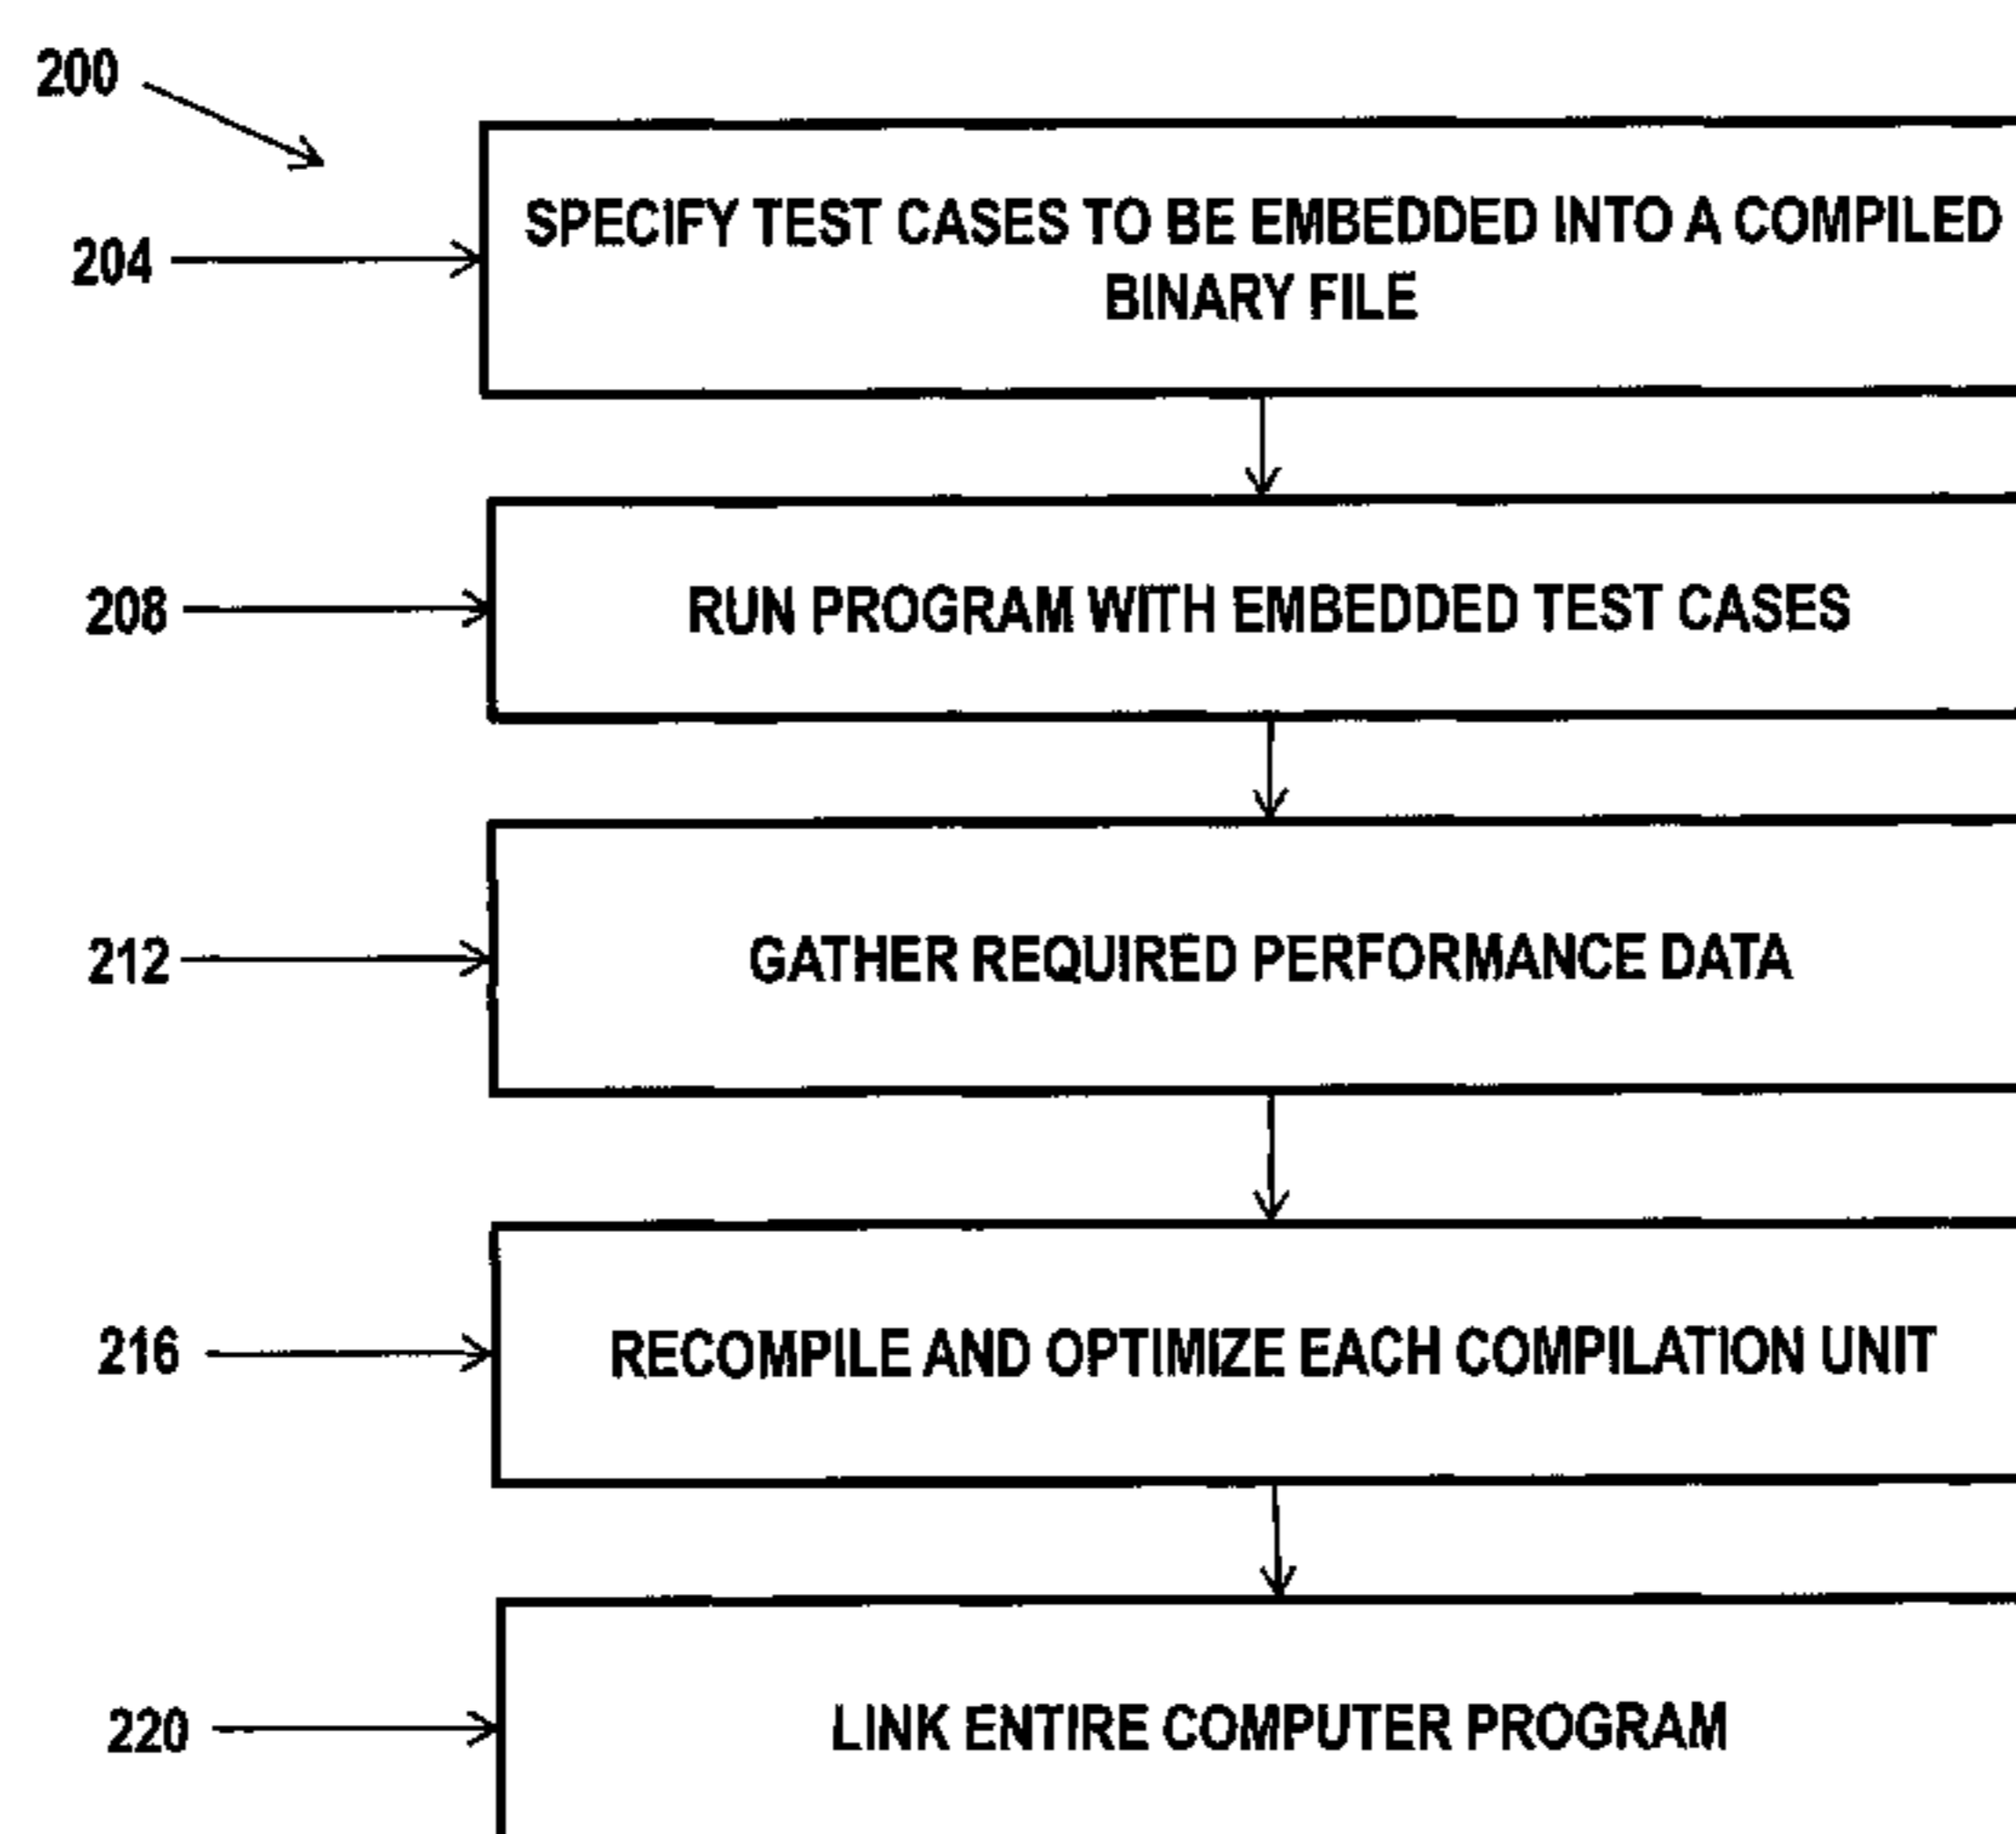 200
204
SPECIFY TEST CASES TO BE EMBEDDED INTO A COMPILED
BINARY FILE
208
RUN PROGRAM WITH EMBEDDED TEST CASES
212
GATHER REQUIRED PERFORMANCE DATA
216
RECOMPILE AND OPTIMIZE EACH COMPILATION UNIT
220
LINK ENTIRE COMPUTER PROGRAM